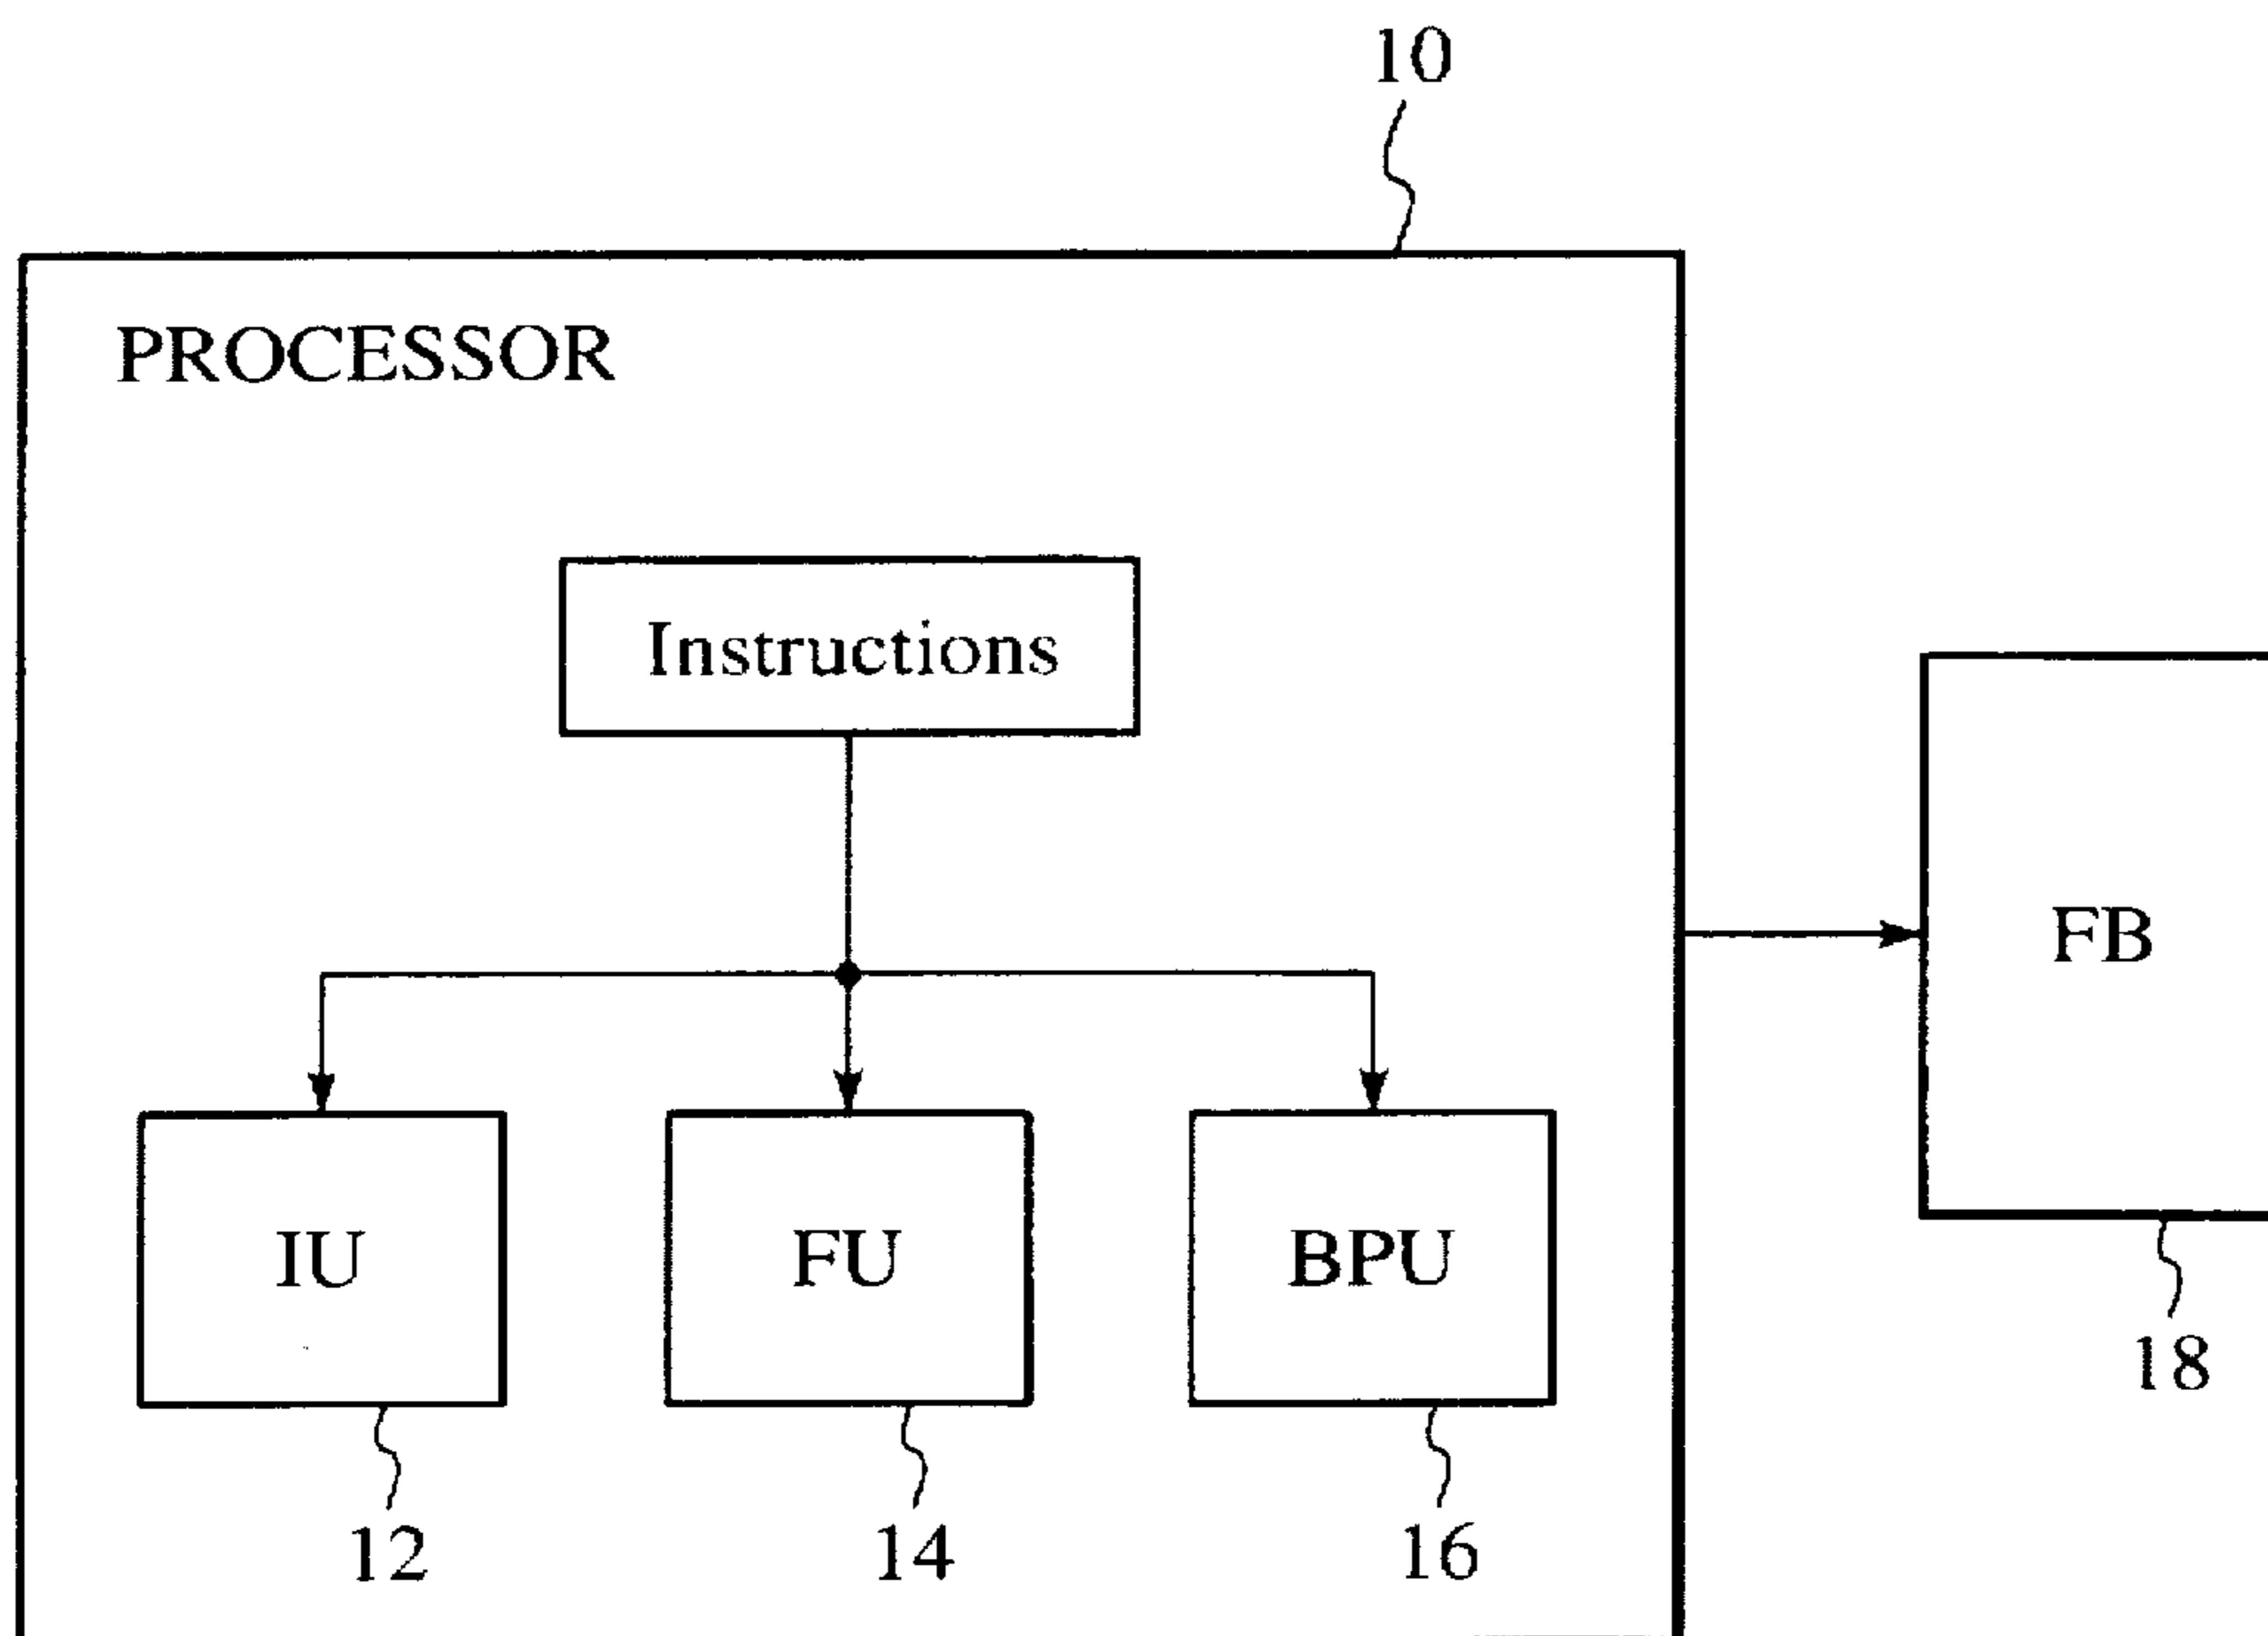 10
PROCESSOR
Instructions
FB
IU
FU
BPU
18
12
14
16